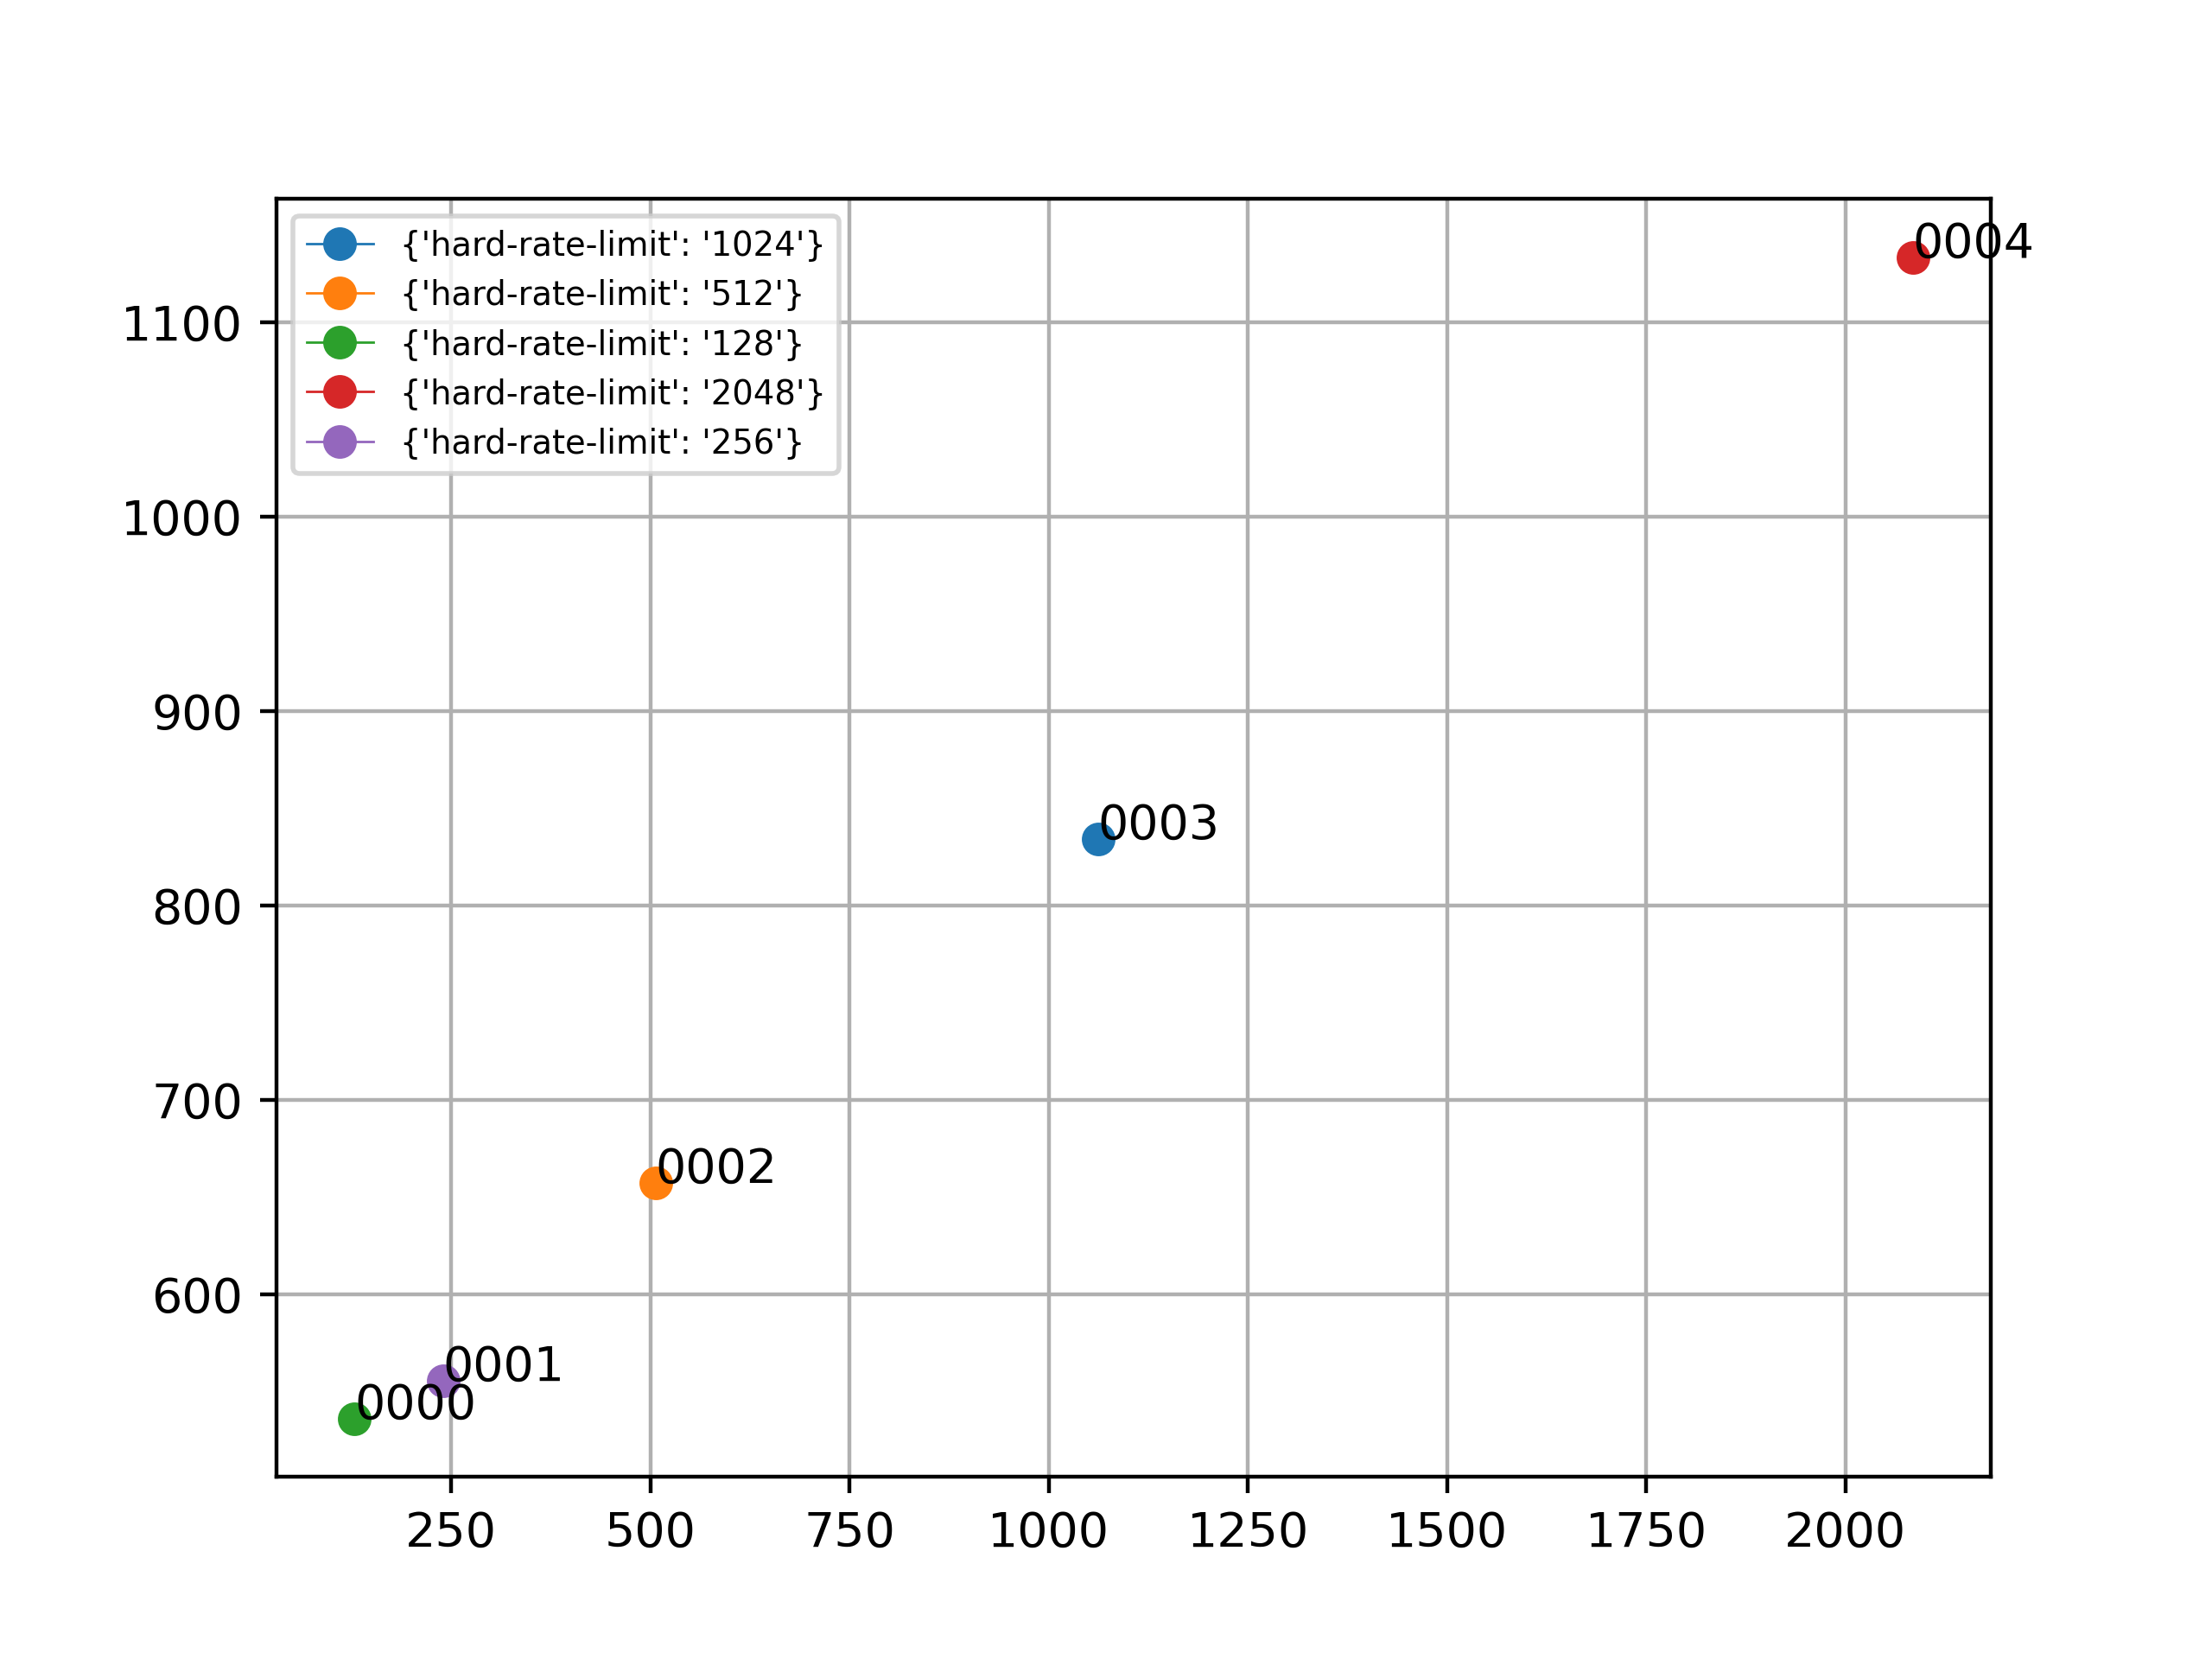 {'hard-rate-limit': '1024'}
{'hard-rate-limit': '512'}
{'hard-rate-limit': '128'}
{'hard-rate-limit': '2048'}
{'hard-rate-limit': '256'}
0004
1100
1000
900
0003
800
700
0002
600
0001
0000
250 500 750 1000 1250 1500 1750 2000